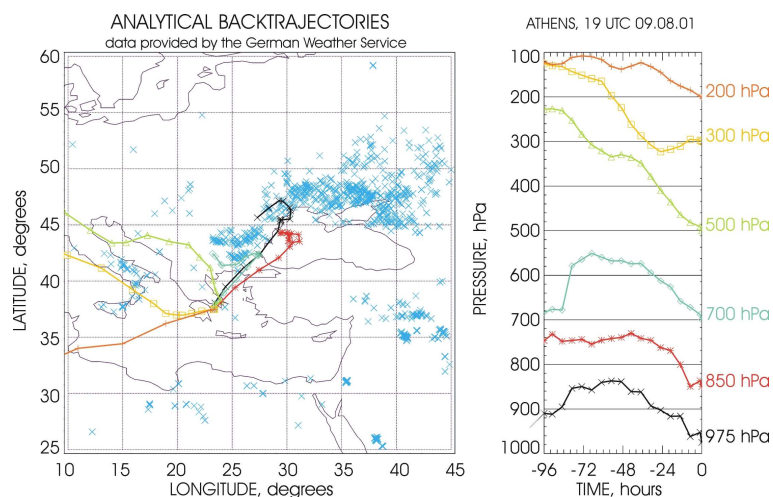 ANALYTICAL BACKTRAJECTORIES
data provided by the German Weather Service
60
55
50
45
40
35
30
25
10
15
20
25
30
35
40
45
LATITUDE, degrees
LONGITUDE, degrees
ATHENS, 19 UTC 09.08.01
100
200
300
400
500
600
700
800
900
1000
-96
-72
-48
-24
0
PRESSURE, hPa
TIME, hours
200 hPa
300 hPa
500 hPa
700 hPa
850 hPa
975 hPa